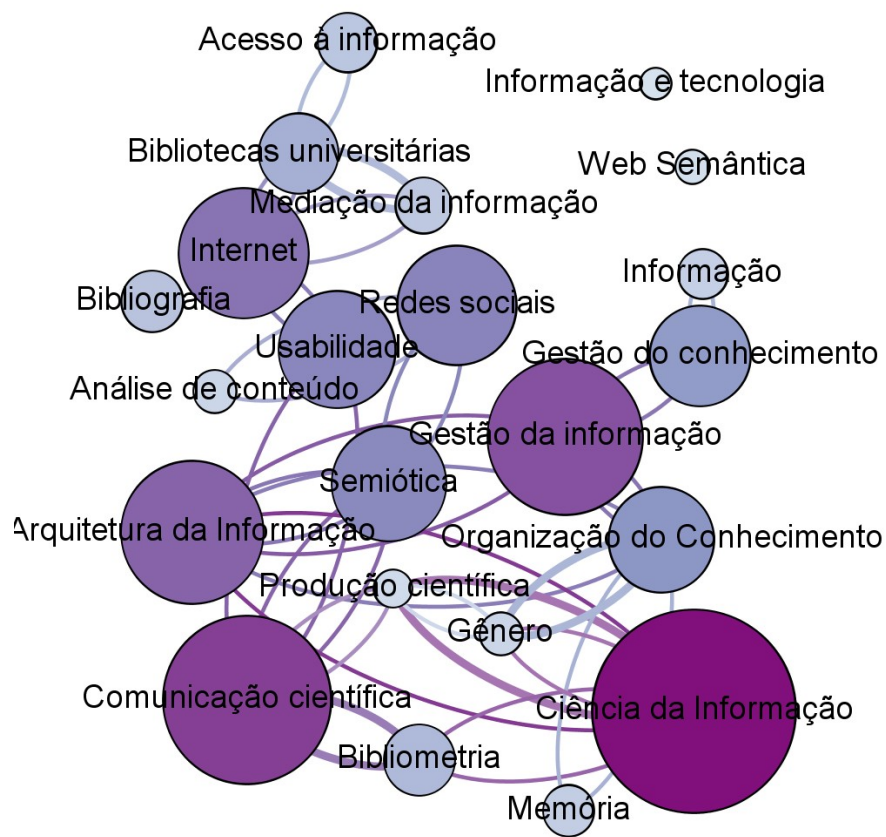 Acesso à informação
Informação e tecnologia
Bibliotecas universitárias
Web Semântica
Mediação da informação
Internet
Informação
Bibliografia
Redes sociais
Usabilidade
Gestão do conhecimento
Análise de conteúdo
Gestão da informação
Semiótica
Arquitetura da Informação
Organização do Conhecimento
Produção científica
Gênero
Comunicação científica
Ciência da Informação
Bibliometria
Memória